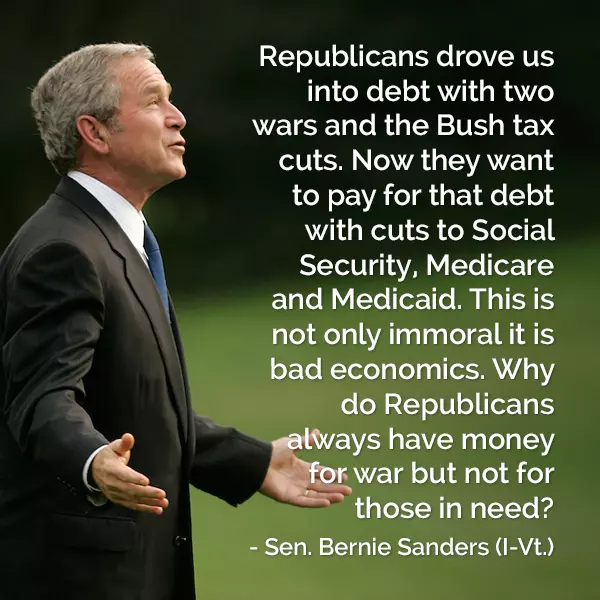 Republicans drove us
into debt with two
wars and the Bush tax
cuts. Now they want
to pay for that debt
with cuts to Social
Security, Medicare
and Medicaid. This is
not only immoral it is
bad economics. Why
do Republicans
always have money
for war but not for
those in need?
- Sen. Bernie Sanders (I-Vt.)